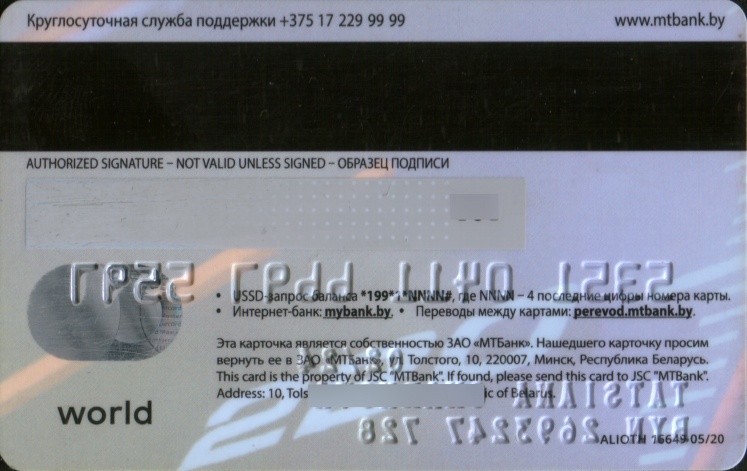 Круглосуточная служба поддержки +375 17 229 99 99
www.mtbank.by
AUTHORIZED SIGNATURE – NOT VALID UNLESS SIGNED – ОБРАЗЕЦ ПОДПИСИ
• USSD-запрос баланса *199*1*NNNN#, где NNNN – 4 последние цифры номера карты.
• Интернет-банк: mybank.by. • Переводы между картами: perevod.mtbank.by.
Эта карточка является собственностью ЗАО «МТБанк». Нашедшего карточку просим
вернуть ее в ЗАО «МТБанк», ул Толстого, 10, 220007, Минск, Республика Беларусь.
This card is the property of JSC "MTBank". If found, please send this card to JSC "MTBank".
Address: 10, Tols ic of Belarus.
world
TATSIANA
ALIOTH 16649 05/20